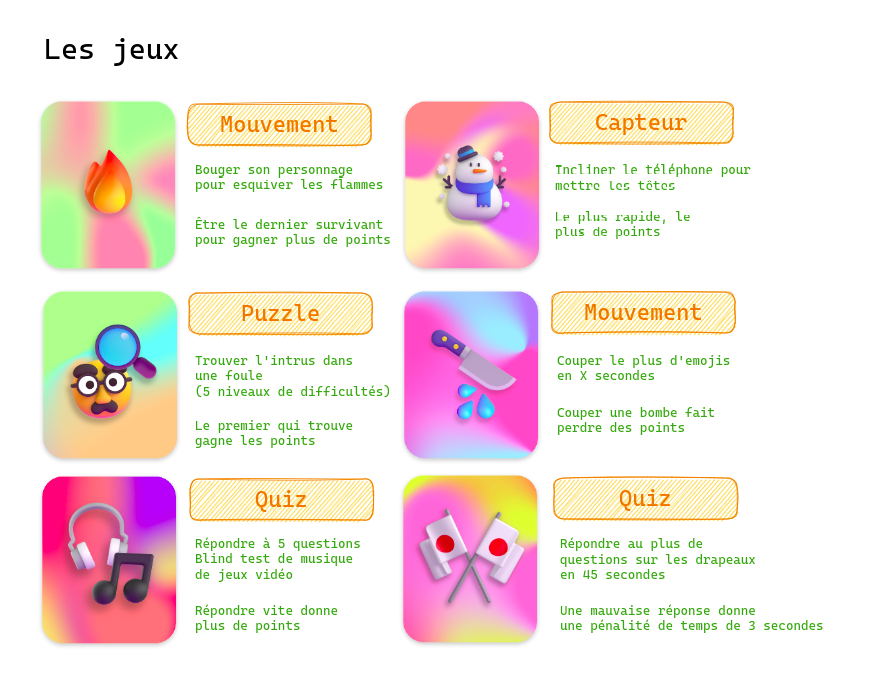 Les jeux
Mouvement
Bouger son personnage
pour esquiver les flammes
Être le dernier survivant
pour gagner plus de points
Capteur
Incliner le téléphone pour
mettre les têtes
Le plus rapide, le
plus de points
Puzzle
Trouver l'intrus dans
une foule
(5 niveaux de difficultés)
Le premier qui trouve
gagne les points
Mouvement
Couper le plus d'emojis
en X secondes
Couper une bombe fait
perdre des points
Quiz
Répondre à 5 questions
Blind test de musique
de jeux vidéo
Répondre vite donne
plus de points
Quiz
Répondre au plus de
questions sur les drapeaux
en 45 secondes
Une mauvaise réponse donne
une pénalité de temps de 3 secondes